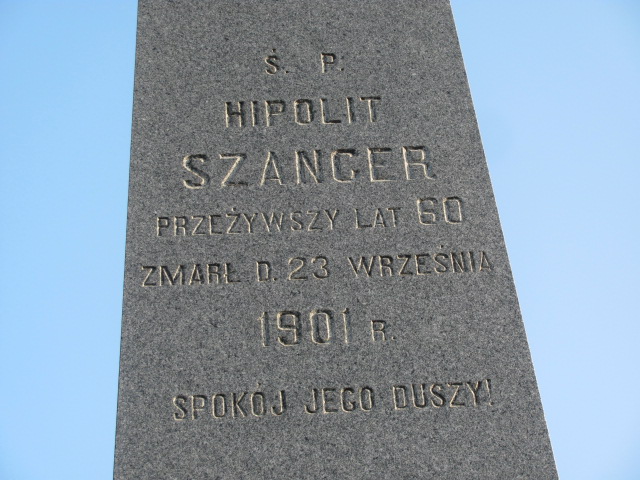 Ś. P.
HIPOLIT
SZANCER
PRZEŻYWSZY LAT 60
ZMARŁ D. 23 WRZEŚNIA
1901 R.
SPOKÓJ JEGO DUSZY!